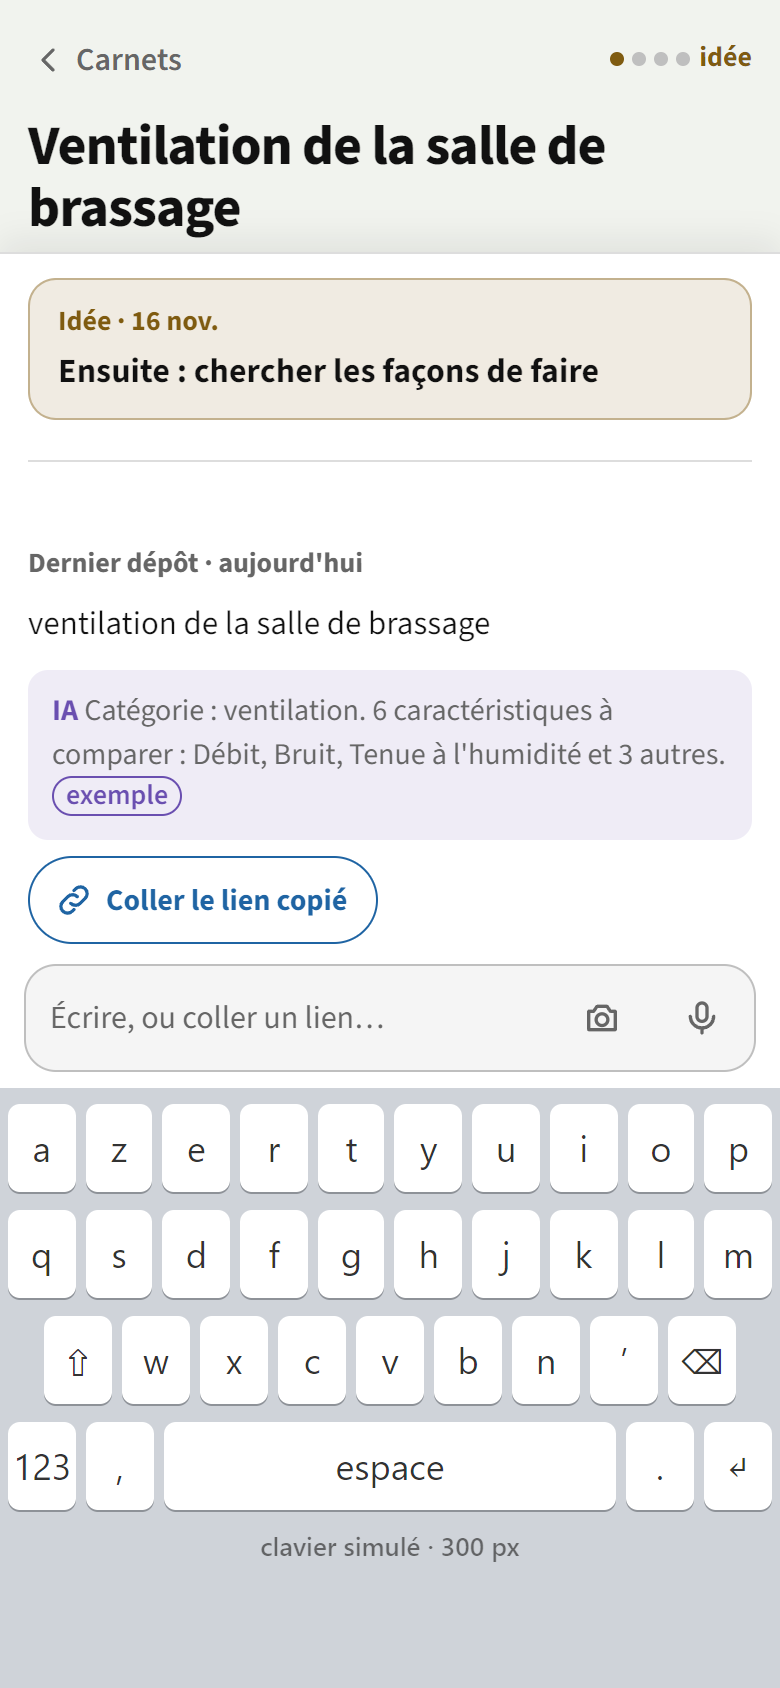 Carnets
idée
Ventilation de la salle de
brassage
Idée · 16 nov.
Ensuite : chercher les façons de faire
Dernier dépôt · aujourd'hui
ventilation de la salle de brassage
IA Catégorie : ventilation. 6 caractéristiques à
comparer : Débit, Bruit, Tenue à l'humidité et 3 autres.
exemple
Coller le lien copié
Écrire, ou coller un lien…
a z e r t y u i o p
q s d f g h j k l m
⇧ w x c v b n ′ ⌫
123 , espace . ↵
clavier simulé · 300 px